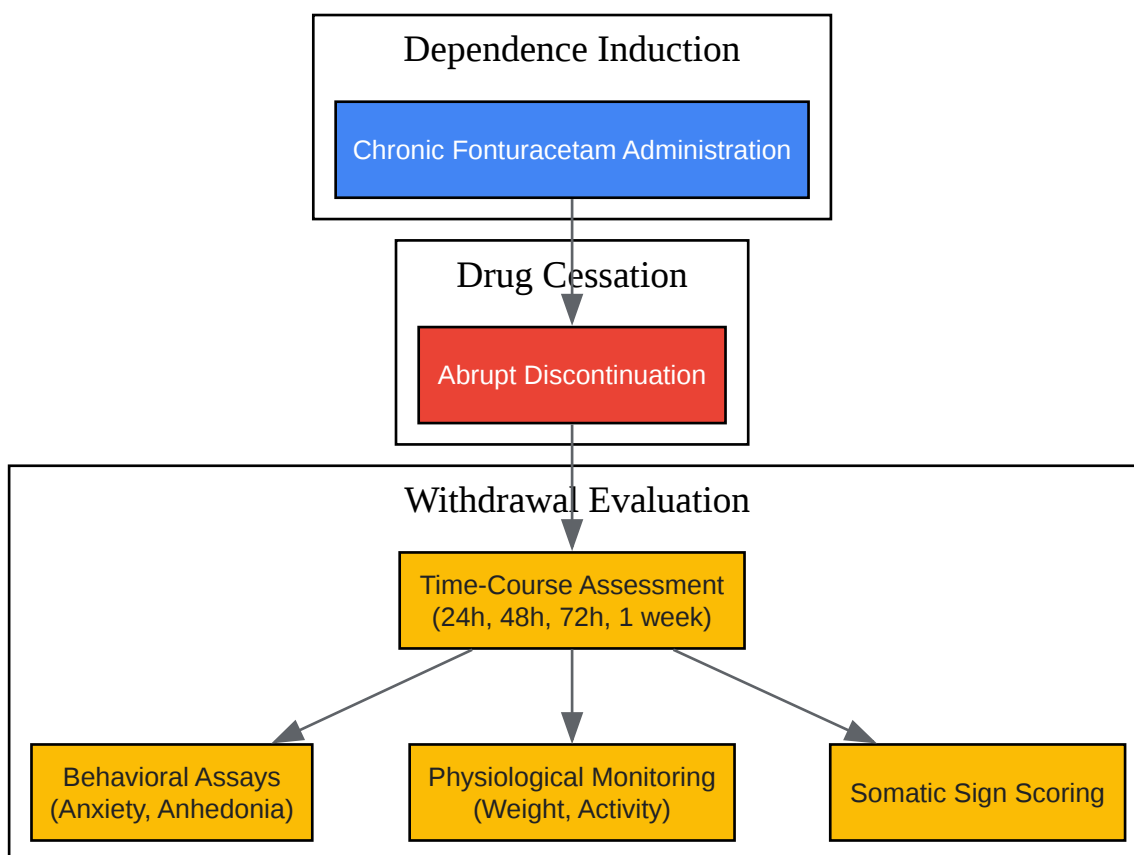 Dependence Induction
Chronic Fonturacetam Administration
Drug Cessation
Abrupt Discontinuation
Withdrawal Evaluation
Time-Course Assessment
(24h, 48h, 72h, 1 week)
Behavioral Assays
(Anxiety, Anhedonia)
Physiological Monitoring
(Weight, Activity)
Somatic Sign Scoring